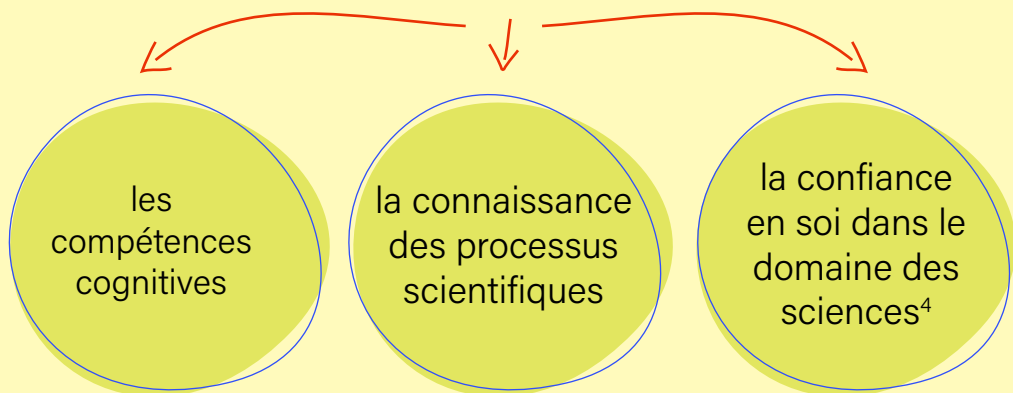 les
compétences
cognitives
la connaissance
des processus
scientifiques
la confiance
en soi dans le
domaine des
sciences⁴